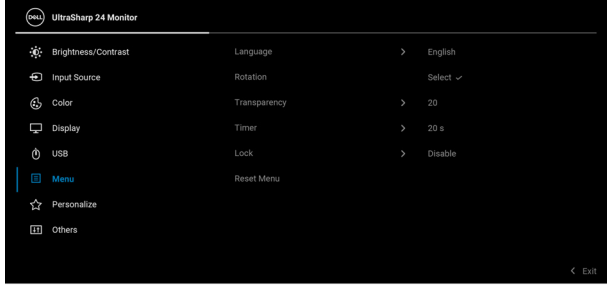 DELL UltraSharp 24 Monitor
Brightness/Contrast Language > English
Input Source Rotation Select ✓
Color Transparency > 20
Display Timer > 20 s
USB Lock > Disable
Menu Reset Menu
Personalize
Others
< Exit